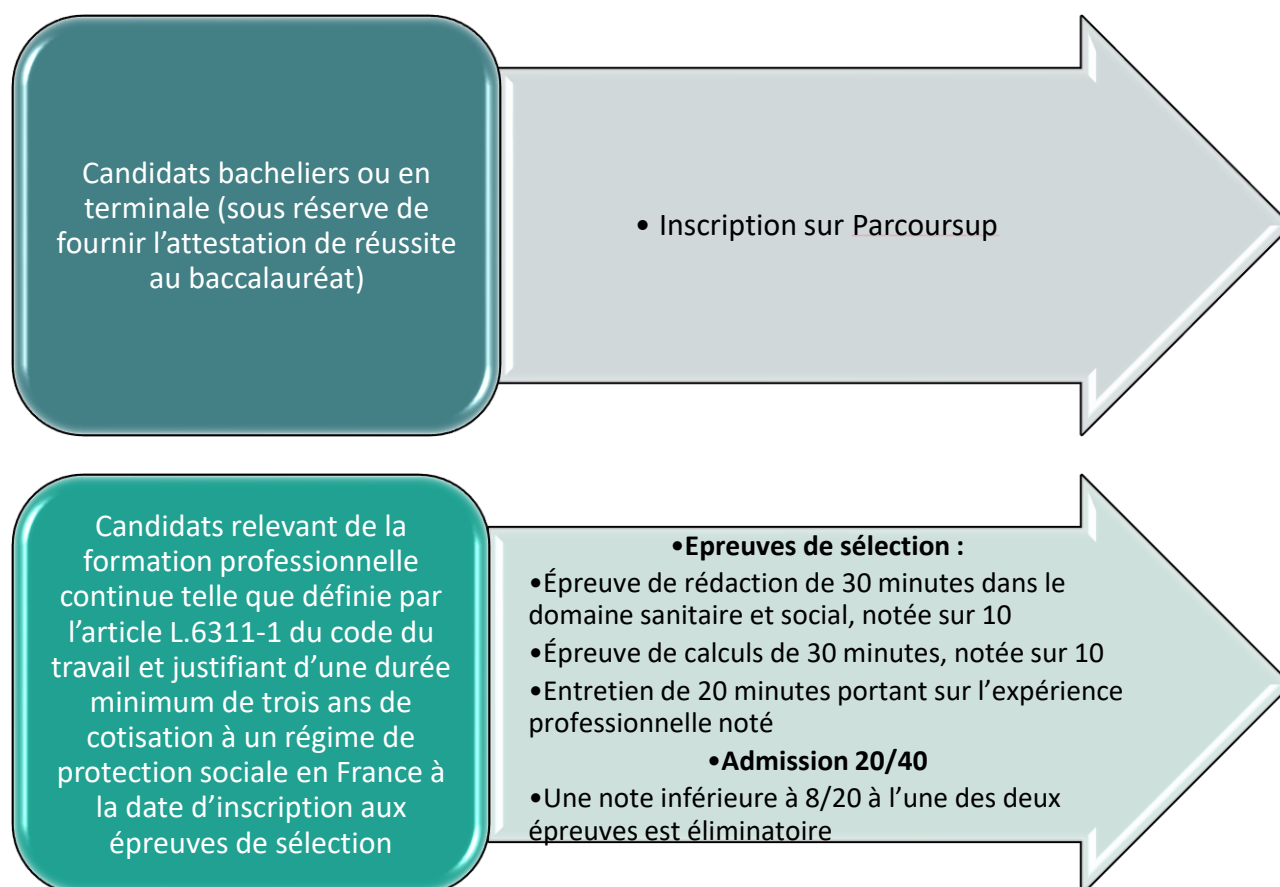 Candidats bacheliers ou en
terminale (sous réserve de
fournir l’attestation de réussite
au baccalauréat)
• Inscription sur Parcoursup
Candidats relevant de la
formation professionnelle
continue telle que définie par
l’article L.6311-1 du code du
travail et justifiant d’une durée
minimum de trois ans de
cotisation à un régime de
protection sociale en France à
la date d’inscription aux
épreuves de sélection
•Epreuves de sélection :
•Épreuve de rédaction de 30 minutes dans le
domaine sanitaire et social, notée sur 10
•Épreuve de calculs de 30 minutes, notée sur 10
•Entretien de 20 minutes portant sur l’expérience
professionnelle noté
•Admission 20/40
•Une note inférieure à 8/20 à l’une des deux
épreuves est éliminatoire